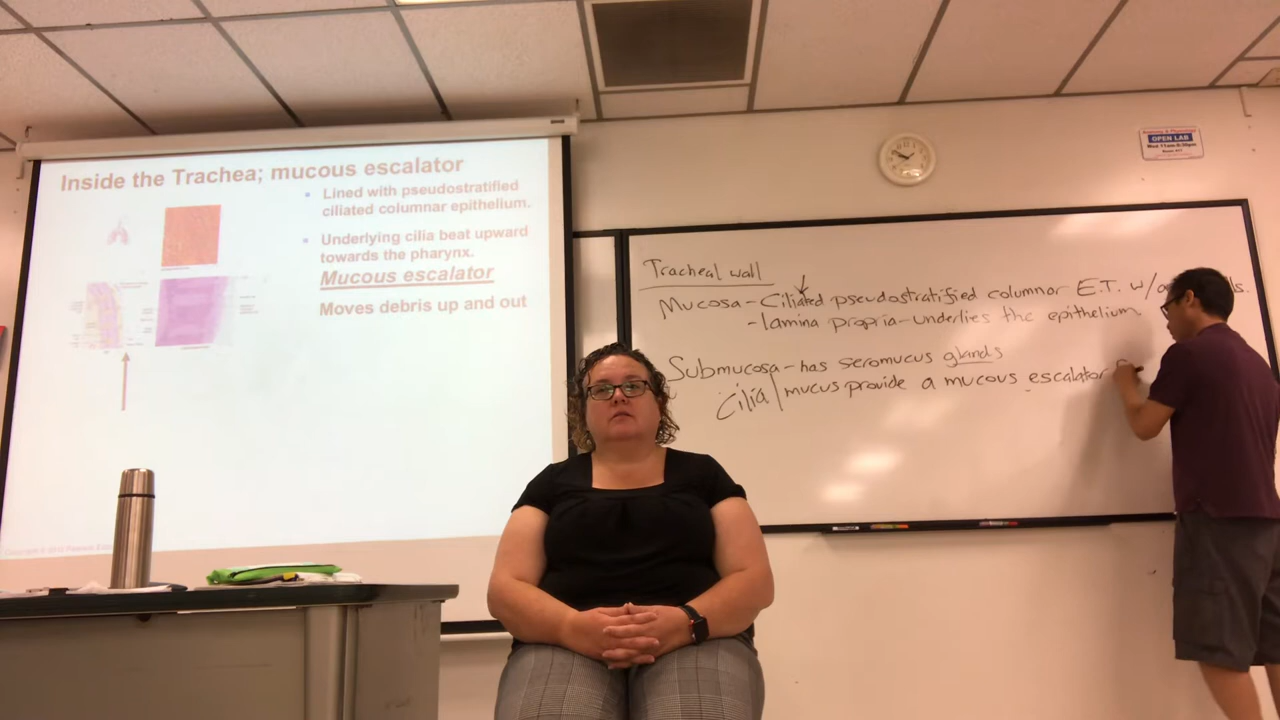 Inside the Trachea; mucous escalator
Lined with pseudostratified
ciliated columnar epithelium.
Underlying cilia beat upward
towards the pharynx.
Mucous escalator
Moves debris up and out
OPEN LAB
Tracheal wall
Mucosa - Ciliated pseudostratified columnar E.T. w/
- lamina propria - underlies the epithelium
Submucosa - has seromucus glands
Cilia/mucus provide a mucous escalator